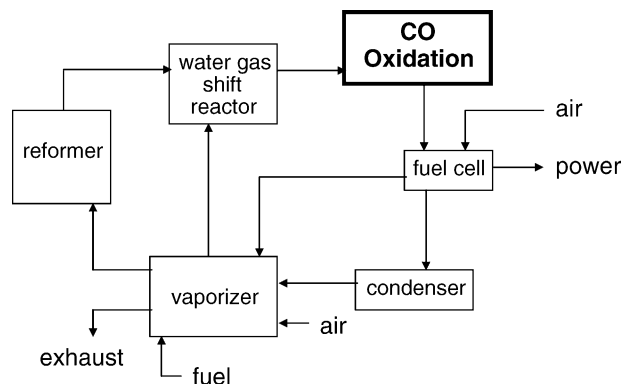 CO
Oxidation
water gas
shift
reactor
air
reformer
fuel cell
power
vaporizer
condenser
air
exhaust
fuel